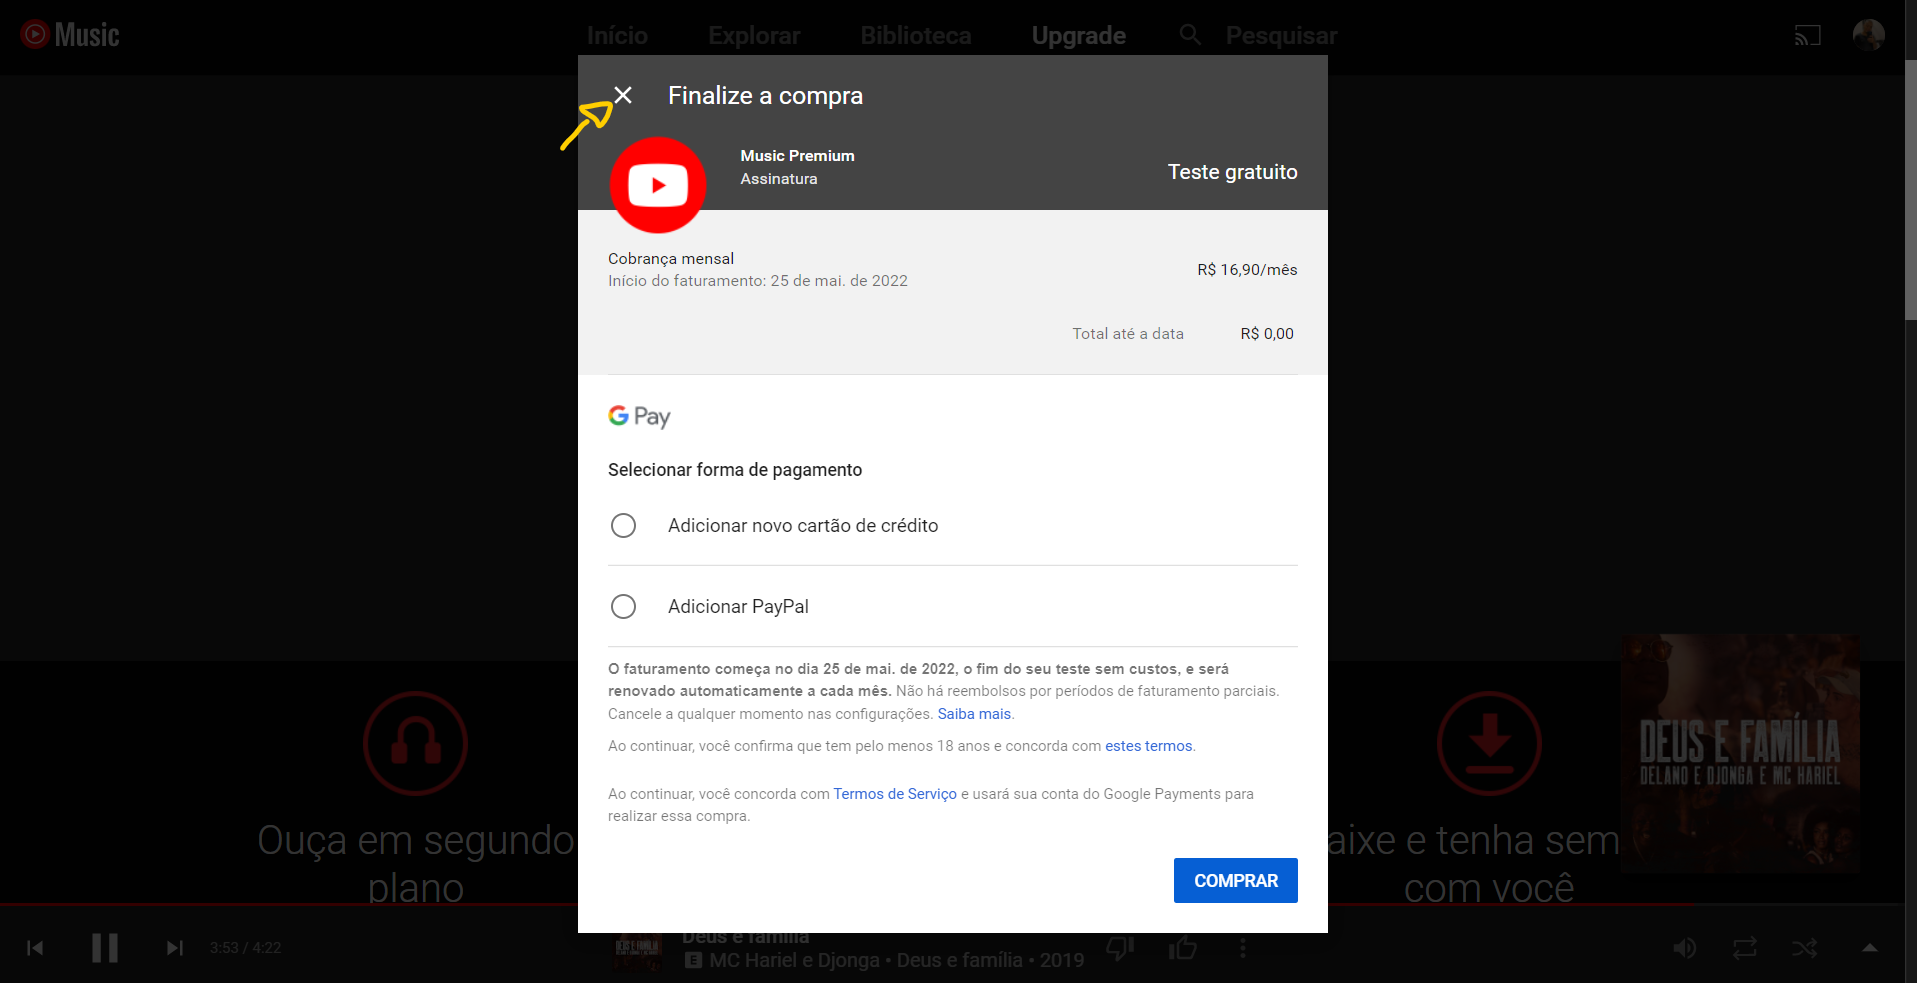 Music
Início
Explorar
Biblioteca
Upgrade
Pesquisar
Finalize a compra
Music Premium
Assinatura
Teste gratuito
Cobrança mensal
Início do faturamento: 25 de mai. de 2022
R$ 16,90/mês
Total até a data
R$ 0,00
G Pay
Selecionar forma de pagamento
Adicionar novo cartão de crédito
Adicionar PayPal
O faturamento começa no dia 25 de mai. de 2022, o fim do seu teste sem custos, e será
renovado automaticamente a cada mês. Não há reembolsos por períodos de faturamento parciais.
Cancele a qualquer momento nas configurações. Saiba mais.
Ao continuar, você confirma que tem pelo menos 18 anos e concorda com estes termos.
Ao continuar, você concorda com Termos de Serviço e usará sua conta do Google Payments para
realizar essa compra.
COMPRAR
Ouça em segundo
plano
aixe e tenha sem
com você
DEUS E FAMÍLIA
DELANO E DJONGA E MC HARIEL
3:53 / 4:22
DEUS E FAMÍLIA
Deus e família
E MC Hariel e Djonga • Deus e família • 2019